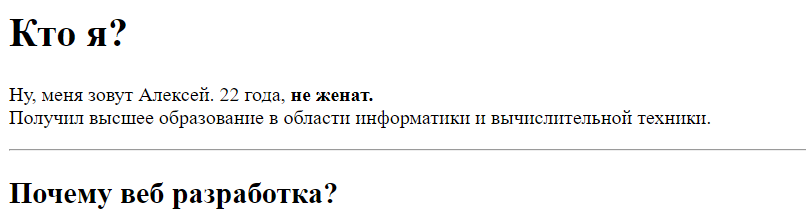 Кто я?
Ну, меня зовут Алексей. 22 года, не женат.
Получил высшее образование в области информатики и вычислительной техники.
Почему веб разработка?